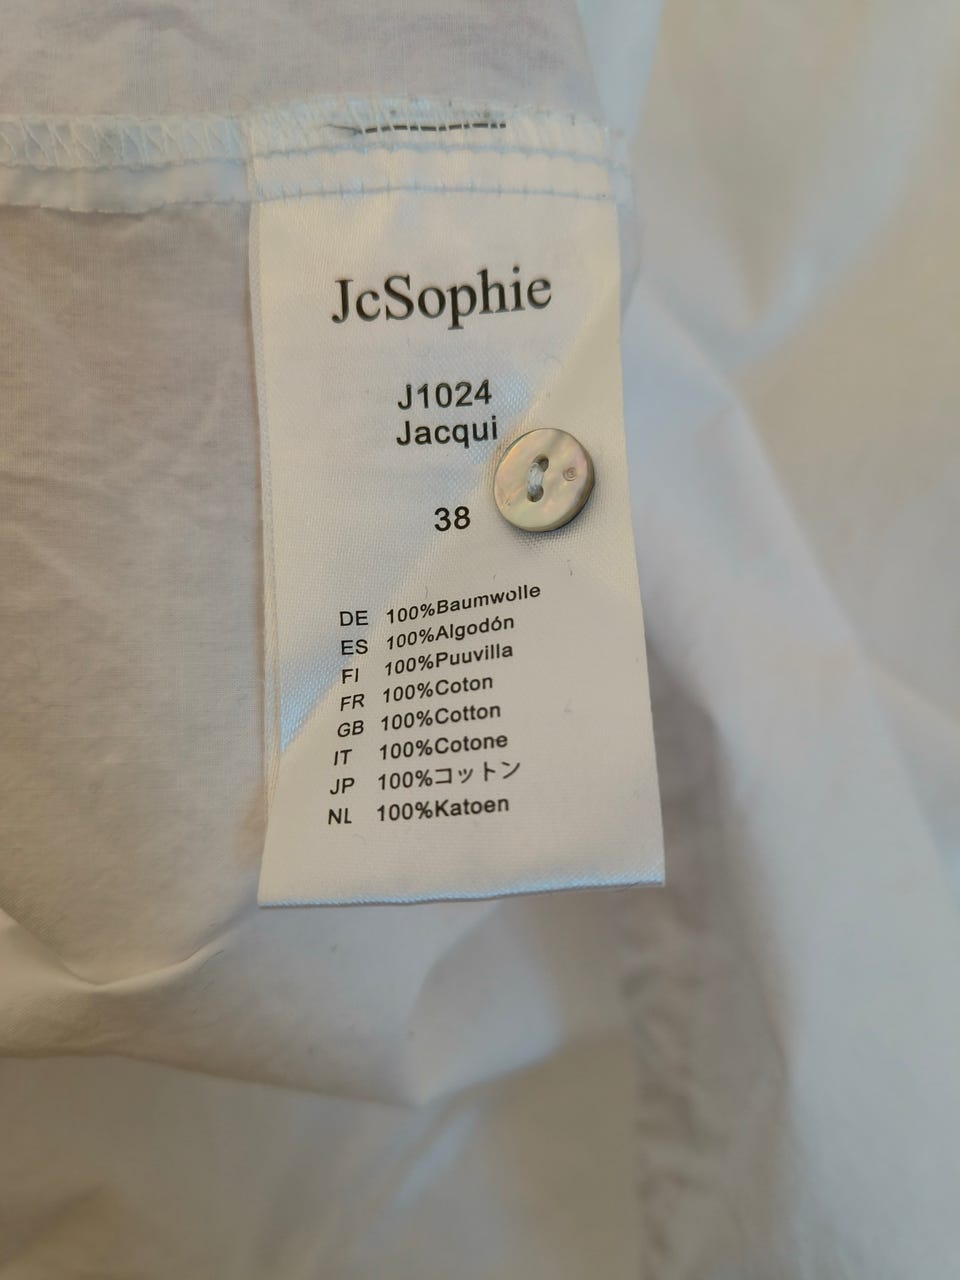 JcSophie
J1024
Jacqui
38
DE 100%Baumwolle
ES 100%Algodón
FI 100%Puuvilla
FR 100%Coton
GB 100%Cotton
IT 100%Cotone
JP 100%コットン
NL 100%Katoen